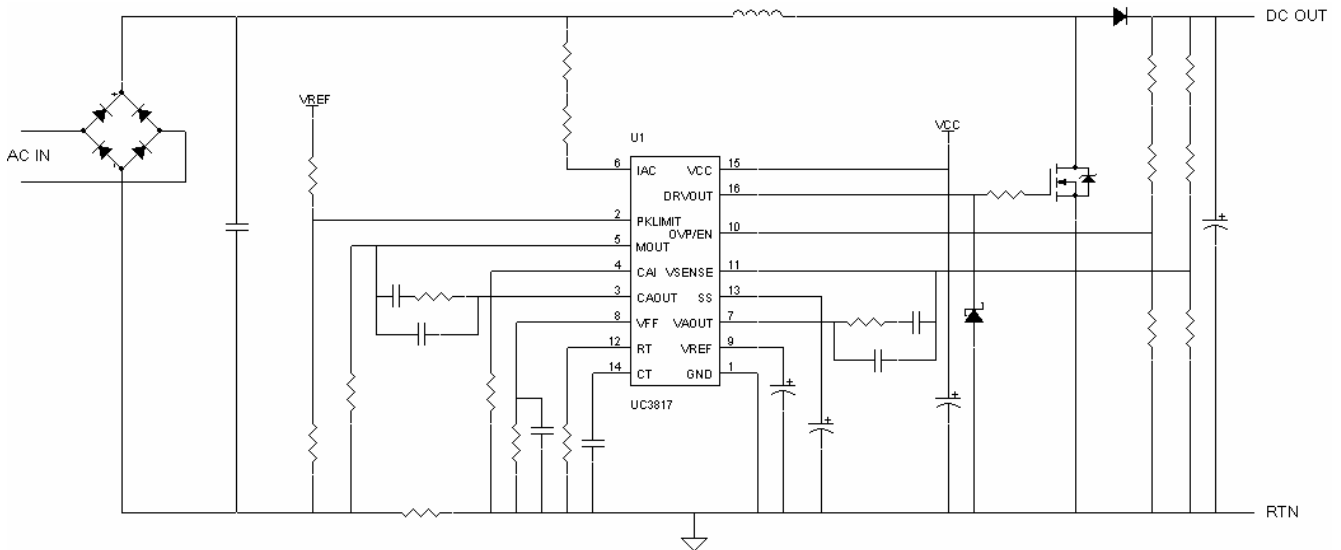 DC OUT
VREF
VCC
AC IN
U1
6 IAC VCC 15
DRVOUT 16
2 PKLIMIT
OVP/EN 10
5 MOUT
4 CAI VSENSE 11
3 CAOUT SS 13
8 VFF VAOUT 7
12 RT VREF 9
14 CT GND 1
UC3817
RTN
+
-
+
+
+
+